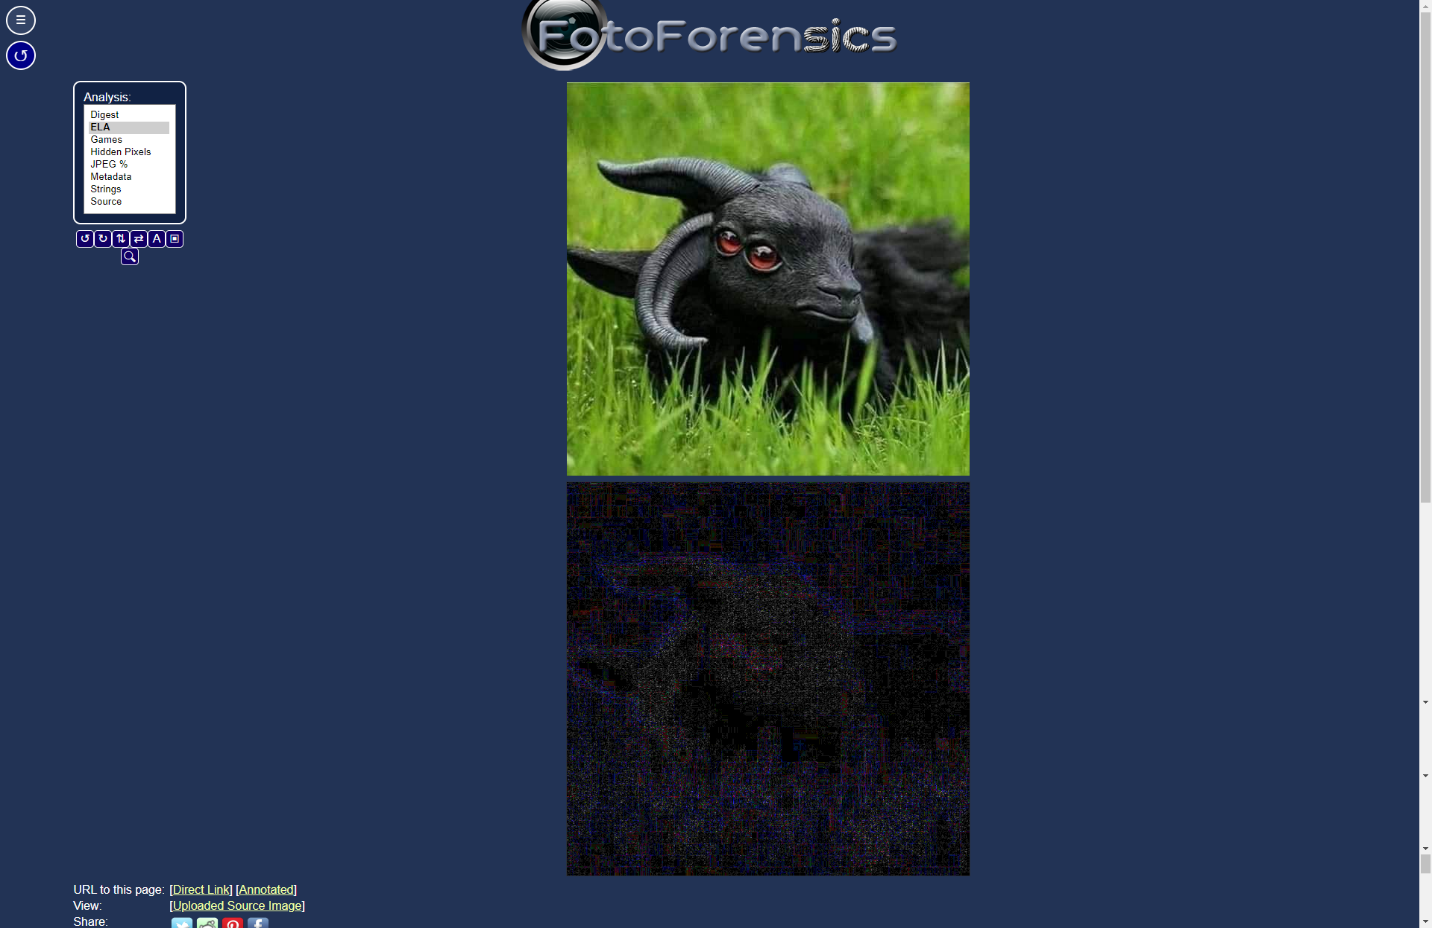 FotoForensics
Analysis:
Digest
ELA
Games
Hidden Pixels
JPEG %
Metadata
Strings
Source
A
URL to this page: [Direct Link] [Annotated]
View: [Uploaded Source Image]
Share: